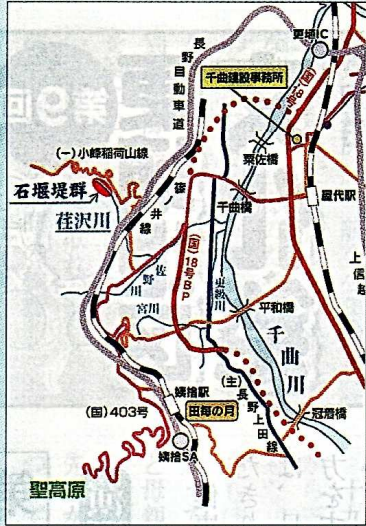 更埴IC
長野自動車道
千曲建設事務所
(国)18号
(一)小峰稲荷山線
粟佐橋
石堰堤群
荏沢川
篠ノ井線
千曲橋
屋代駅
上信越
(国)18号BP
佐野川
更級川
宮川
平和橋
千曲川
(国)403号
姨捨駅
(主)長野上田線
冠着橋
田毎の月
姨捨SA
聖高原